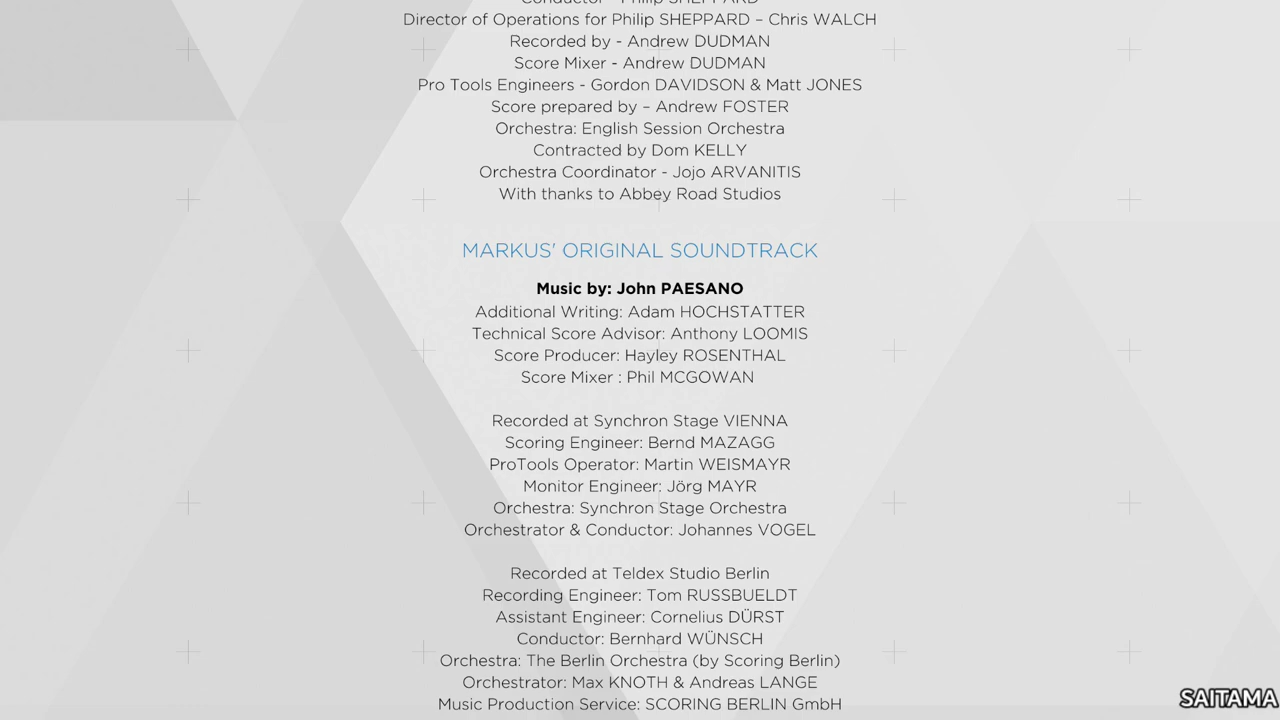 Conductor - Philip SHEPPARD
Director of Operations for Philip SHEPPARD – Chris WALCH
Recorded by - Andrew DUDMAN
Score Mixer - Andrew DUDMAN
Pro Tools Engineers - Gordon DAVIDSON & Matt JONES
Score prepared by – Andrew FOSTER
Orchestra: English Session Orchestra
Contracted by Dom KELLY
Orchestra Coordinator - Jojo ARVANITIS
With thanks to Abbey Road Studios
MARKUS' ORIGINAL SOUNDTRACK
Music by: John PAESANO
Additional Writing: Adam HOCHSTATTER
Technical Score Advisor: Anthony LOOMIS
Score Producer: Hayley ROSENTHAL
Score Mixer : Phil MCGOWAN
Recorded at Synchron Stage VIENNA
Scoring Engineer: Bernd MAZAGG
ProTools Operator: Martin WEISMAYR
Monitor Engineer: Jörg MAYR
Orchestra: Synchron Stage Orchestra
Orchestrator & Conductor: Johannes VOGEL
Recorded at Teldex Studio Berlin
Recording Engineer: Tom RUSSBUELDT
Assistant Engineer: Cornelius DÜRST
Conductor: Bernhard WÜNSCH
Orchestra: The Berlin Orchestra (by Scoring Berlin)
Orchestrator: Max KNOTH & Andreas LANGE
Music Production Service: SCORING BERLIN GmbH
SAITAMA